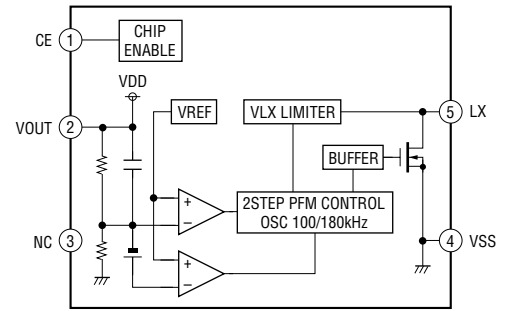 CE 1 CHIP
ENABLE
VDD
VOUT 2 VREF VLX LIMITER 5 LX
BUFFER
+
−
2STEP PFM CONTROL
OSC 100/180kHz
NC 3 4 VSS
+
−